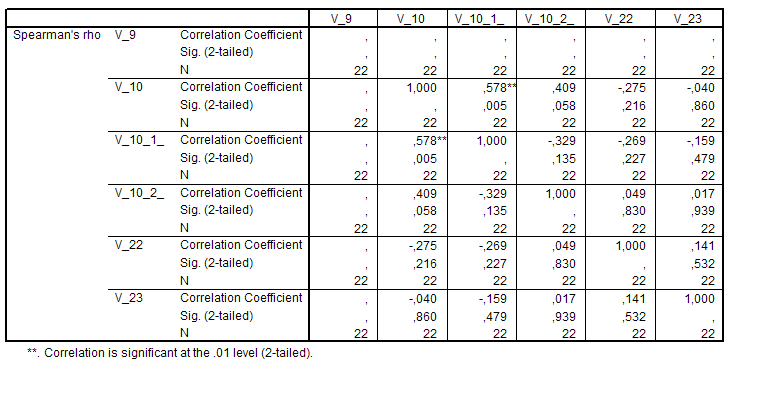 V_9 V_10 V_10_1_ V_10_2_ V_22 V_23
Spearman's rho V_9 Correlation Coefficient , , , , , ,
Sig. (2-tailed) , , , , , ,
N 22 22 22 22 22 22
V_10 Correlation Coefficient , 1,000 ,578** ,409 -,275 -,040
Sig. (2-tailed) , , ,005 ,058 ,216 ,860
N 22 22 22 22 22 22
V_10_1_ Correlation Coefficient , ,578** 1,000 -,329 -,269 -,159
Sig. (2-tailed) , ,005 , ,135 ,227 ,479
N 22 22 22 22 22 22
V_10_2_ Correlation Coefficient , ,409 -,329 1,000 ,049 ,017
Sig. (2-tailed) , ,058 ,135 , ,830 ,939
N 22 22 22 22 22 22
V_22 Correlation Coefficient , -,275 -,269 ,049 1,000 ,141
Sig. (2-tailed) , ,216 ,227 ,830 , ,532
N 22 22 22 22 22 22
V_23 Correlation Coefficient , -,040 -,159 ,017 ,141 1,000
Sig. (2-tailed) , ,860 ,479 ,939 ,532 ,
N 22 22 22 22 22 22
**. Correlation is significant at the .01 level (2-tailed).